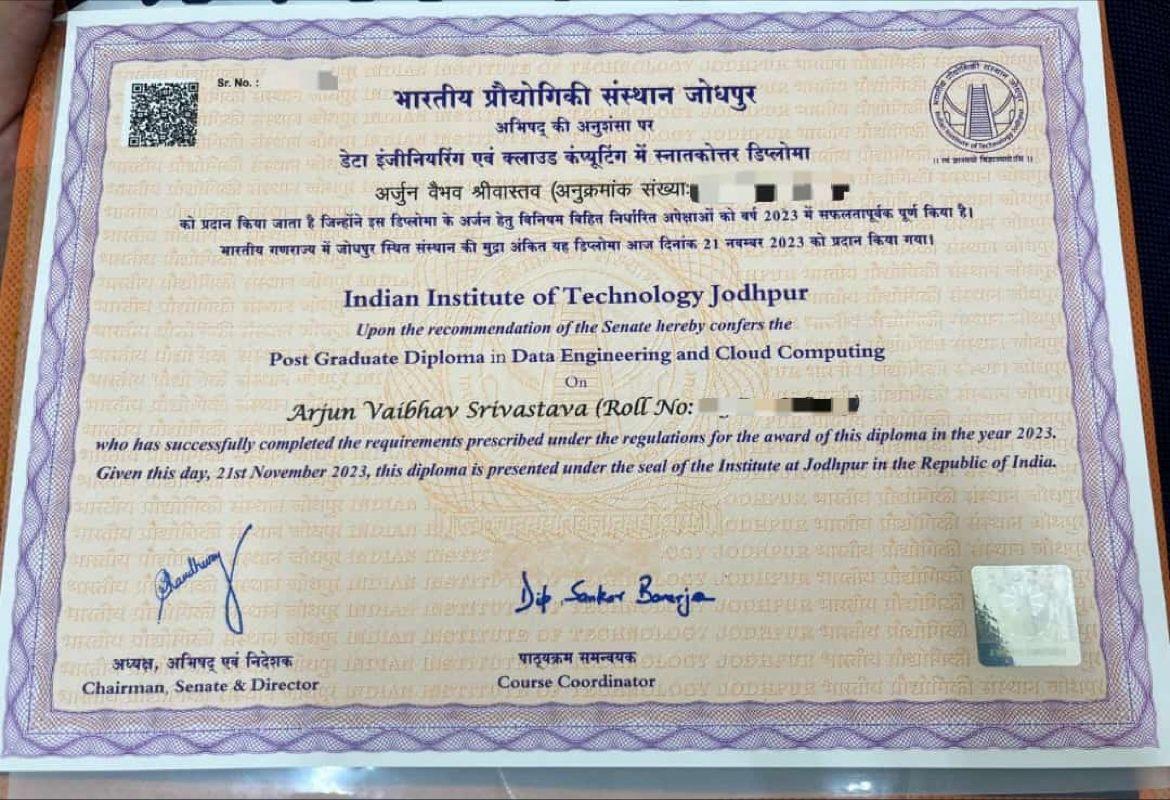 Sr. No. :
भारतीय प्रौद्योगिकी संस्थान जोधपुर
अभिषद् की अनुशंसा पर
डेटा इंजीनियरिंग एवं क्लाउड कंप्यूटिंग में स्नातकोत्तर डिप्लोमा
अर्जुन वैभव श्रीवास्तव (अनुक्रमांक संख्याः
को प्रदान किया जाता है जिन्होंने इस डिप्लोमा के अर्जन हेतु विनियम विहित निर्धारित अपेक्षाओं को वर्ष 2023 में सफलतापूर्वक पूर्ण किया है।
भारतीय गणराज्य में जोधपुर स्थित संस्थान की मुद्रा अंकित यह डिप्लोमा आज दिनांक 21 नवम्बर 2023 को प्रदान किया गया।
Indian Institute of Technology Jodhpur
Upon the recommendation of the Senate hereby confers the
Post Graduate Diploma in Data Engineering and Cloud Computing
On
Arjun Vaibhav Srivastava (Roll No:
who has successfully completed the requirements prescribed under the regulations for the award of this diploma in the year 2023.
Given this day, 21st November 2023, this diploma is presented under the seal of the Institute at Jodhpur in the Republic of India.
Dip Sankar Banerjee
अध्यक्ष, अभिषद् एवं निदेशक
Chairman, Senate & Director
पाठ्यक्रम समन्वयक
Course Coordinator